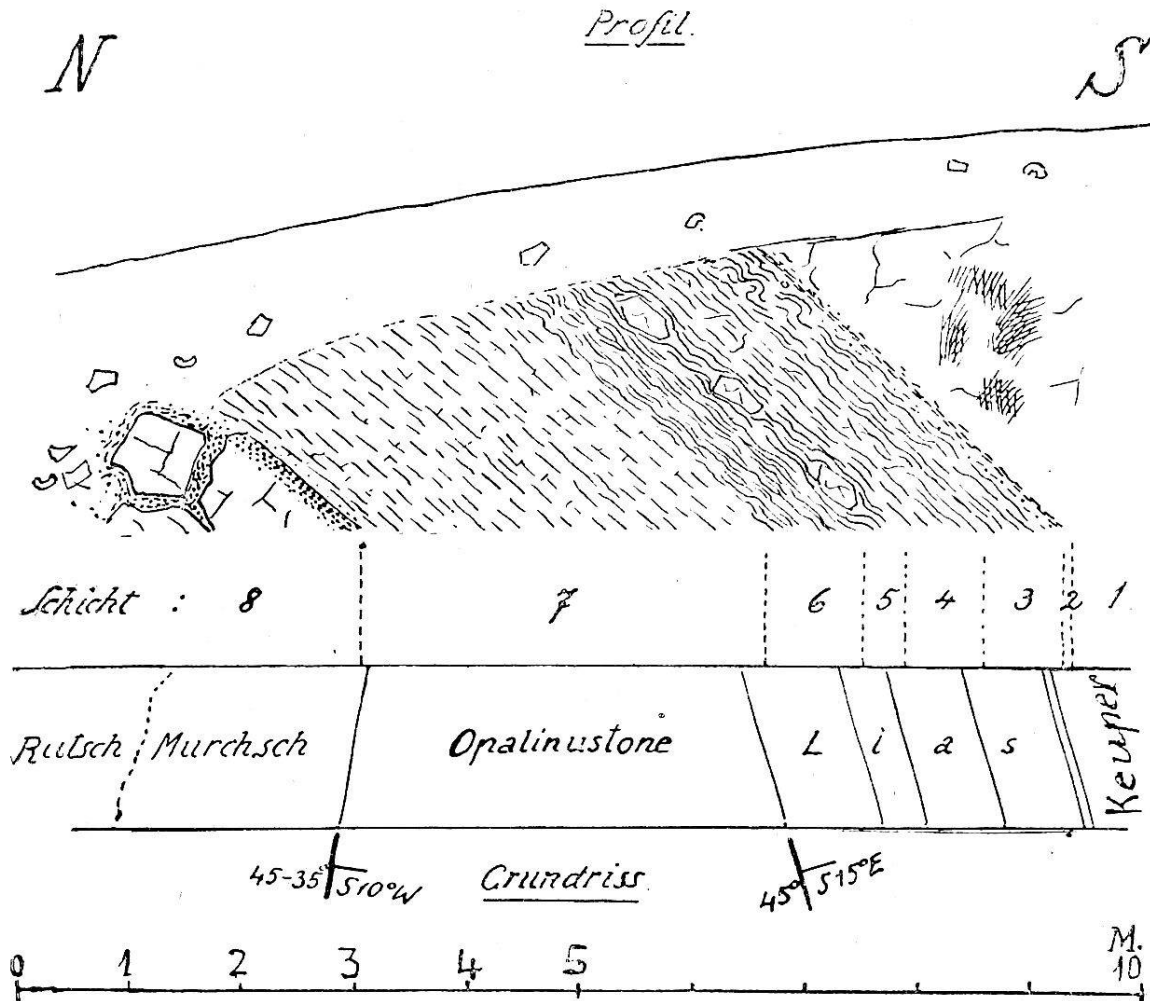 Profil.
N S
Schicht : 8 7 6 5 4 3 2 1
Rutsch Murchsch Opalinustone L i a s Keuper
45-35° S10°W Grundriss 45° S15°E
M.
0 1 2 3 4 5 10